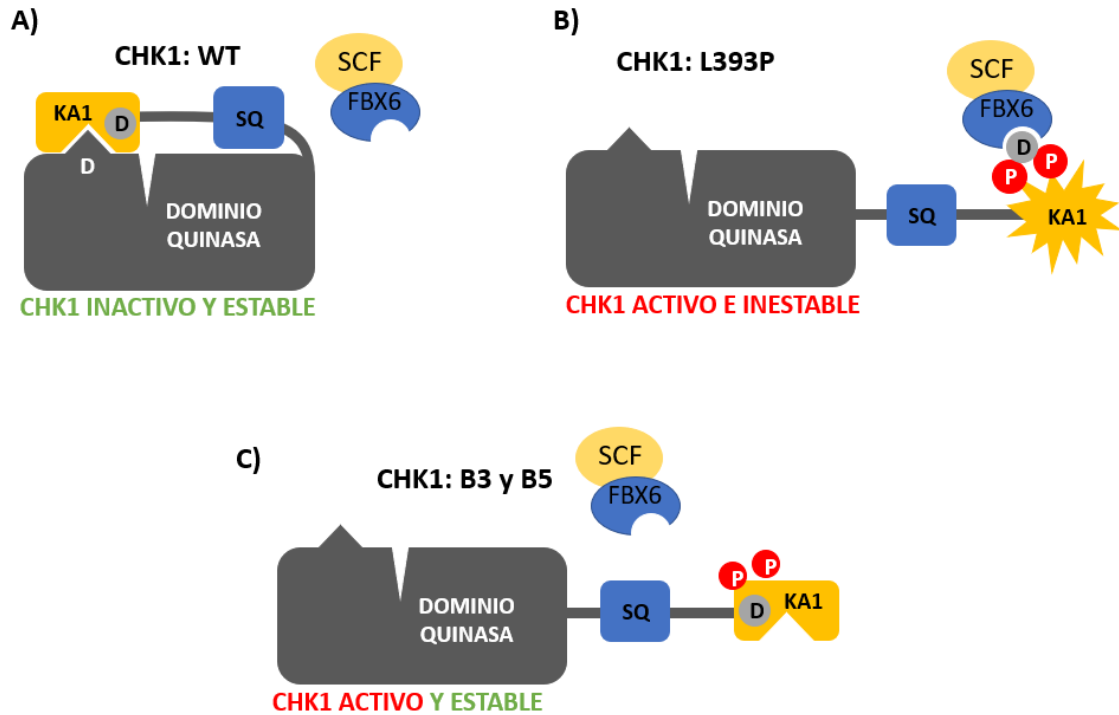 A)
CHK1: WT
SCF
FBX6
KA1
D
SQ
D
DOMINIO
QUINASA
CHK1 INACTIVO Y ESTABLE
B)
CHK1: L393P
SCF
FBX6
D
P
P
KA1
SQ
DOMINIO
QUINASA
CHK1 ACTIVO E INESTABLE
C)
CHK1: B3 y B5
SCF
FBX6
P
P
D
KA1
SQ
DOMINIO
QUINASA
CHK1 ACTIVO Y ESTABLE